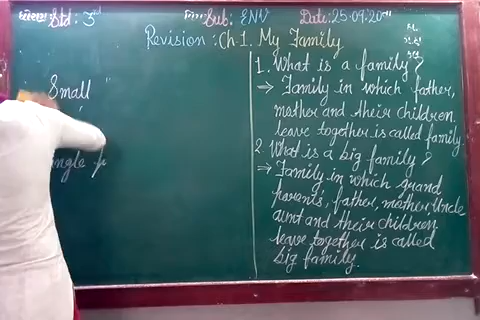 Std: 3rd
Sub: ENV
Date: 25.09.20
Revision: Ch 1. My Family
Small
1. What is a family?
→ Family in which father,
mother and their children
leave together is called family.
2. What is a big family?
→ Family in which grand
parents, father, mother, Uncle
aunt and their children
leave together is called
big family.